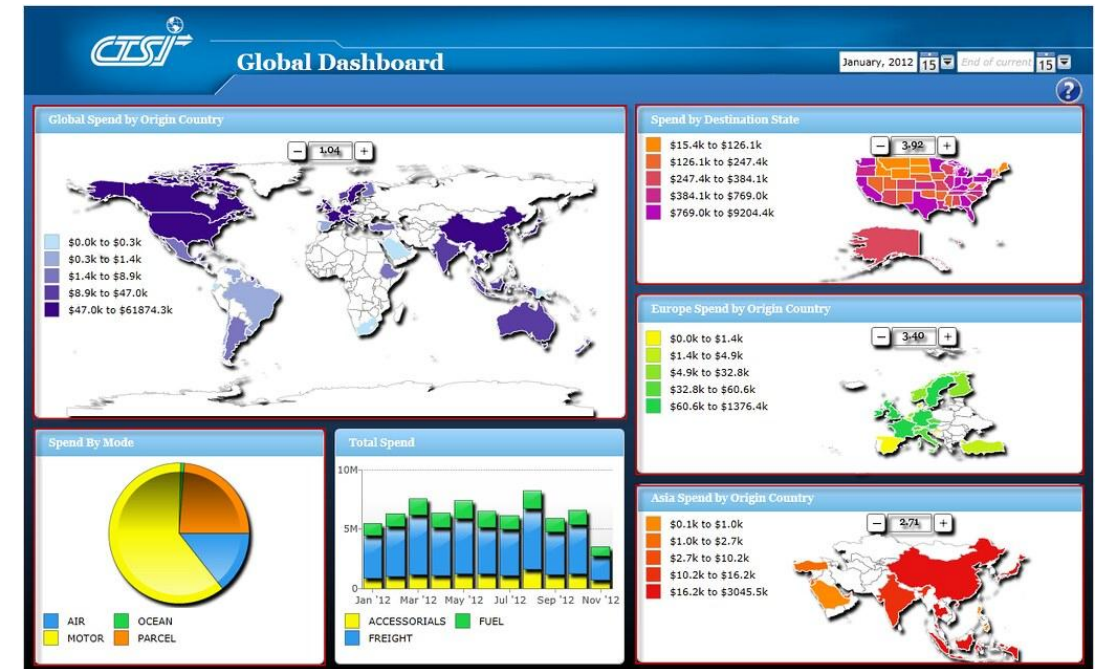 CTSI
Global Dashboard
January, 2012 15 End of current 15
?
Global Spend by Origin Country
− 1.04 +
$0.0k to $0.3k
$0.3k to $1.4k
$1.4k to $8.9k
$8.9k to $47.0k
$47.0k to $61874.3k
Spend by Destination State
− 3.92 +
$15.4k to $126.1k
$126.1k to $247.4k
$247.4k to $384.1k
$384.1k to $769.0k
$769.0k to $9204.4k
Europe Spend by Origin Country
− 3.40 +
$0.0k to $1.4k
$1.4k to $4.9k
$4.9k to $32.8k
$32.8k to $60.6k
$60.6k to $1376.4k
Spend By Mode
AIR OCEAN
MOTOR PARCEL
Total Spend
10M
5M
0
Jan '12 Mar '12 May '12 Jul '12 Sep '12 Nov '12
ACCESSORIALS FUEL
FREIGHT
Asia Spend by Origin Country
− 2.71 +
$0.1k to $1.0k
$1.0k to $2.7k
$2.7k to $10.2k
$10.2k to $16.2k
$16.2k to $3045.5k